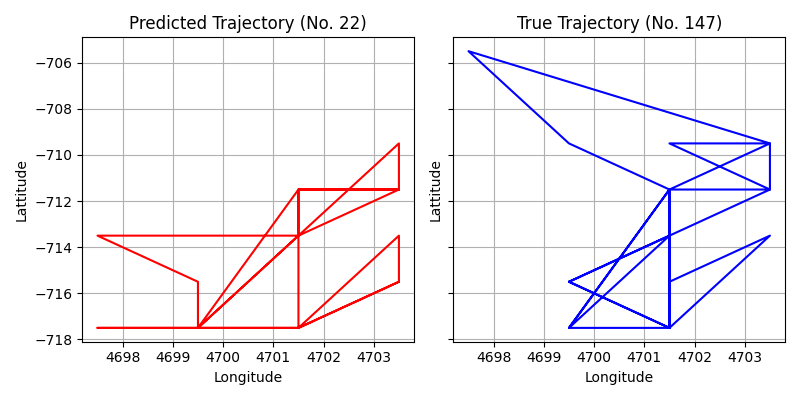 Predicted Trajectory (No. 22)
True Trajectory (No. 147)
Lattitude
−706
−708
−710
−712
−714
−716
−718
4698 4699 4700 4701 4702 4703
Longitude
Lattitude
4698 4699 4700 4701 4702 4703
Longitude